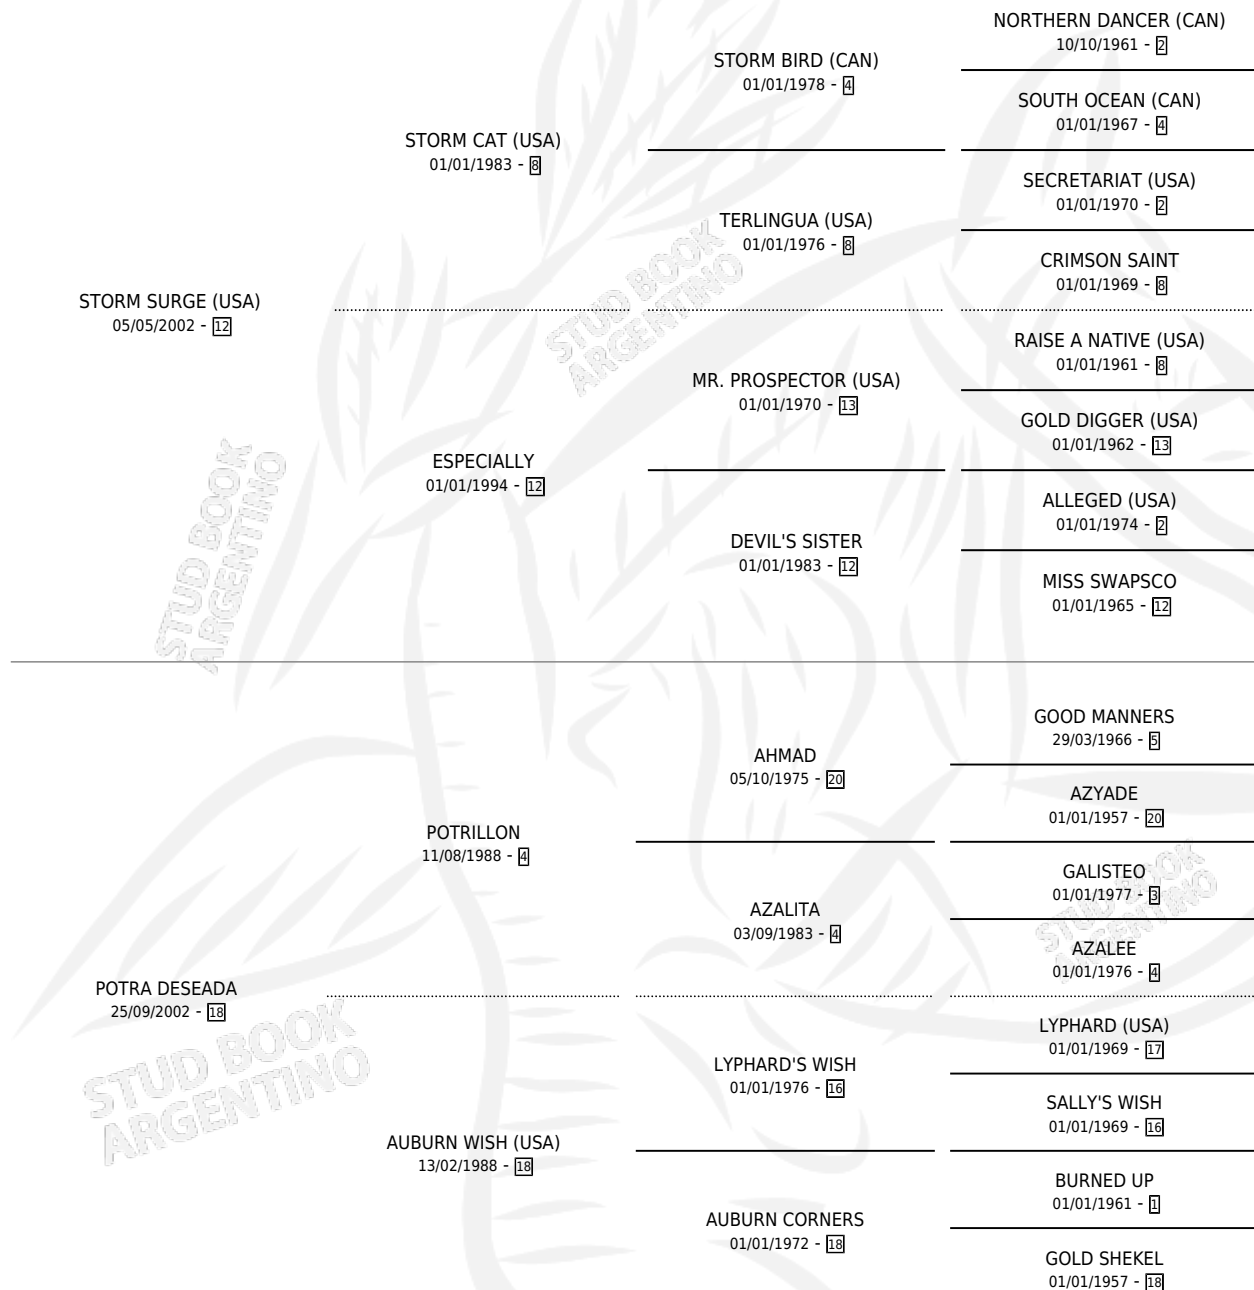 NORTHERN DANCER (CAN)
10/10/1961 - 2
STORM BIRD (CAN)
01/01/1978 - 4
SOUTH OCEAN (CAN)
01/01/1967 - 4
STORM CAT (USA)
01/01/1983 - 8
SECRETARIAT (USA)
01/01/1970 - 2
TERLINGUA (USA)
01/01/1976 - 8
CRIMSON SAINT
01/01/1969 - 8
STORM SURGE (USA)
05/05/2002 - 12
STUD BOOK
ARGENTINO
RAISE A NATIVE (USA)
01/01/1961 - 8
MR. PROSPECTOR (USA)
01/01/1970 - 13
GOLD DIGGER (USA)
01/01/1962 - 13
ESPECIALLY
01/01/1994 - 12
ALLEGED (USA)
01/01/1974 - 2
DEVIL'S SISTER
01/01/1983 - 12
MISS SWAPSCO
01/01/1965 - 12
STUD BOOK
ARGENTINO
GOOD MANNERS
29/03/1966 - 5
AHMAD
05/10/1975 - 20
AZYADE
01/01/1957 - 20
POTRILLON
11/08/1988 - 4
GALISTEO
01/01/1977 - 3
AZALITA
03/09/1983 - 4
AZALEE
01/01/1976 - 4
STUD BOOK
ARGENTINO
POTRA DESEADA
25/09/2002 - 18
STUD BOOK
ARGENTINO
LYPHARD (USA)
01/01/1969 - 17
LYPHARD'S WISH
01/01/1976 - 16
SALLY'S WISH
01/01/1969 - 16
AUBURN WISH (USA)
13/02/1988 - 18
BURNED UP
01/01/1961 - 1
AUBURN CORNERS
01/01/1972 - 18
GOLD SHEKEL
01/01/1957 - 18